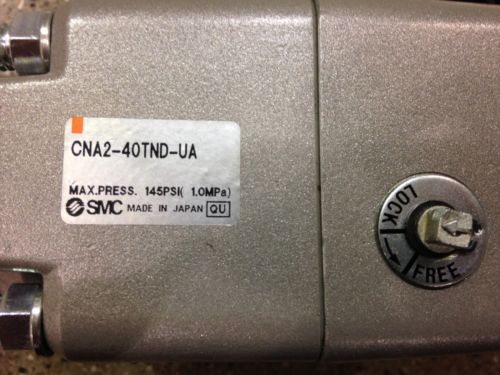 CNA2-40TND-UA
MAX.PRESS. 145PSI( 1.0MPa)
SMC MADE IN JAPAN QU
LOCK
FREE